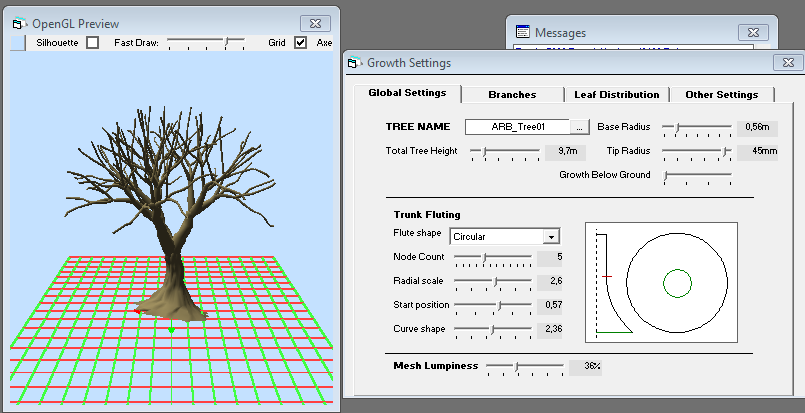 OpenGL Preview
Silhouette Fast Draw: Grid Axe
Messages
Growth Settings
Global Settings Branches Leaf Distribution Other Settings
TREE NAME ARB_Tree01 ... Base Radius 0,56m
Total Tree Height 9,7m Tip Radius 45mm
Growth Below Ground
Trunk Fluting
Flute shape Circular
Node Count 5
Radial scale 2,6
Start position 0,57
Curve shape 2,36
Mesh Lumpiness 36%